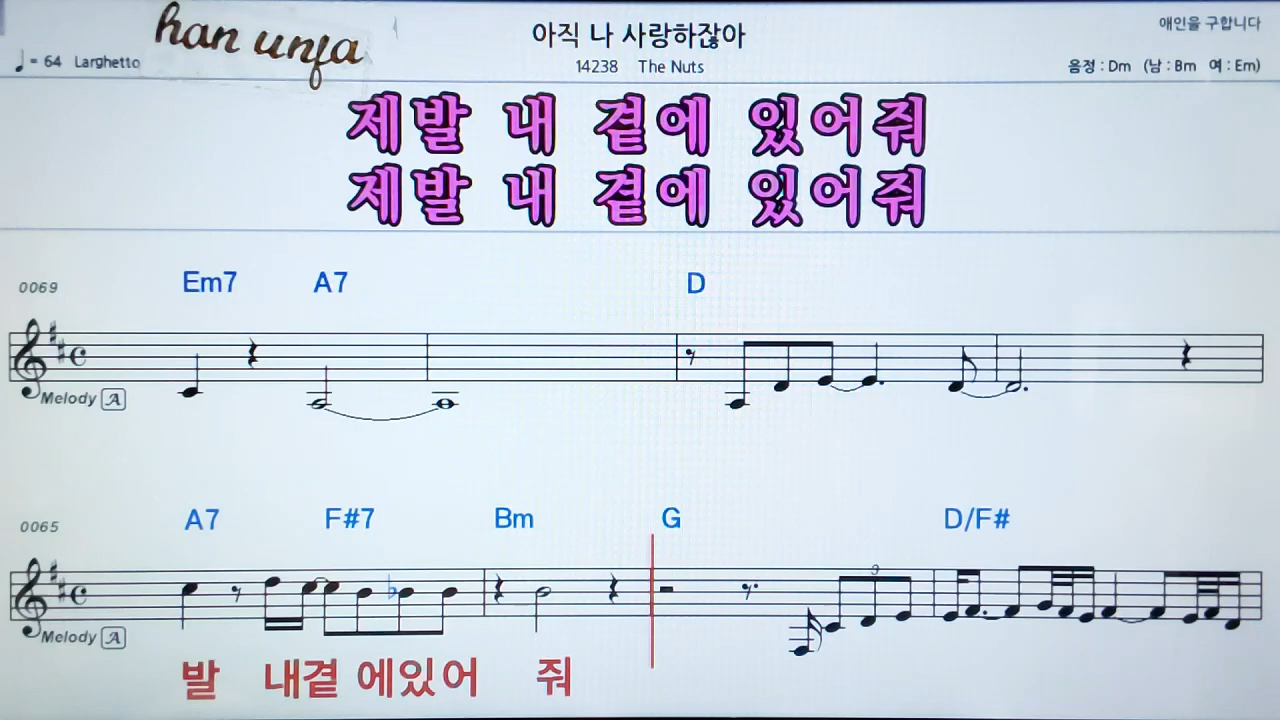 han unfa
아직 나 사랑하잖아
애인을 구합니다
♩= 64 Larghetto
14238 The Nuts
음정 : Dm (남 : Bm 여 : Em)
제발 내 곁에 있어줘
제발 내 곁에 있어줘
Em7 A7 D
0069
Melody A
A7 F#7 Bm G D/F#
0065
3
Melody A
발 내곁 에있어 줘